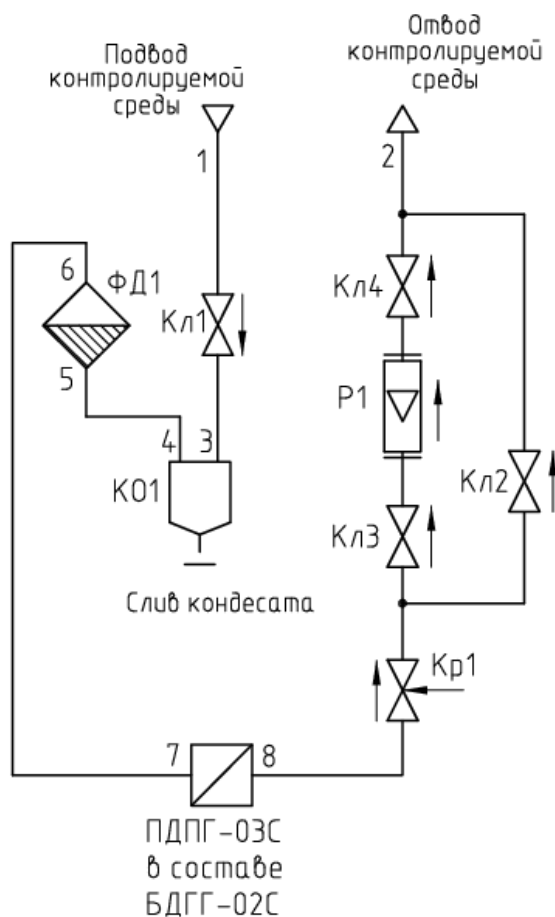 Подвод
контролируемой
среды
Отвод
контролируемой
среды
1
2
6
ФД1
Кл1
Кл4
5
Р1
4
3
КО1
Кл2
Кл3
Слив кондесата
Кр1
7
8
ПДПГ-03С
в составе
БДГГ-02С